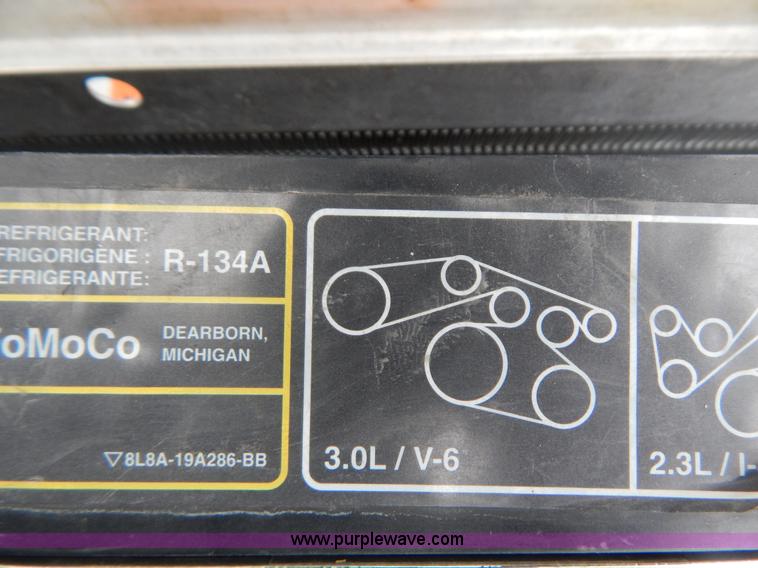 REFRIGERANT:
FRIGORIGÈNE :
EFRIGERANTE:
R-134A
oMoCo
DEARBORN,
MICHIGAN
▽8L8A-19A286-BB
3.0L / V-6
2.3L / I-
www.purplewave.com